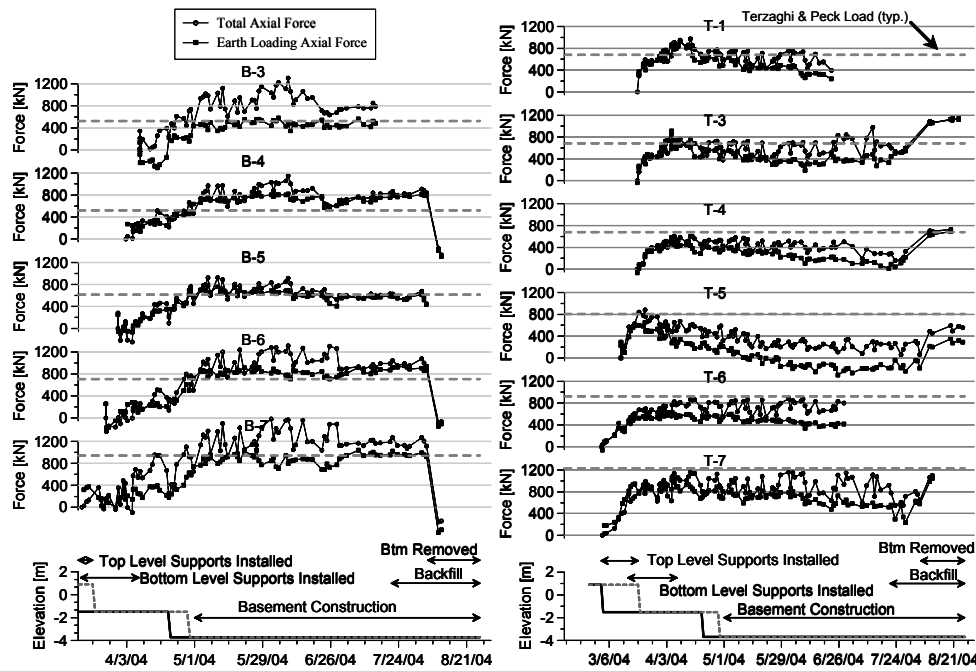 Total Axial Force
Earth Loading Axial Force
B-3
Force [kN]
1200
800
400
0
B-4
Force [kN]
1200
800
400
0
B-5
Force [kN]
1200
800
400
0
B-6
Force [kN]
1200
800
400
0
B-7
Force [kN]
1200
800
400
0
Btm Removed
Top Level Supports Installed
Bottom Level Supports Installed
Backfill
Basement Construction
Elevation [m]
2
0
−2
−4
4/3/04 5/1/04 5/29/04 6/26/04 7/24/04 8/21/04
Terzaghi & Peck Load (typ.)
T-1
Force [kN]
1200
800
400
0
T-3
Force [kN]
1200
800
400
0
T-4
Force [kN]
1200
800
400
0
T-5
Force [kN]
1200
800
400
0
T-6
Force [kN]
1200
800
400
0
T-7
Force [kN]
1200
800
400
0
Btm Removed
Top Level Supports Installed
Backfill
Bottom Level Supports Installed
Basement Construction
Elevation [m]
2
0
−2
−4
3/6/04 4/3/04 5/1/04 5/29/04 6/26/04 7/24/04 8/21/04